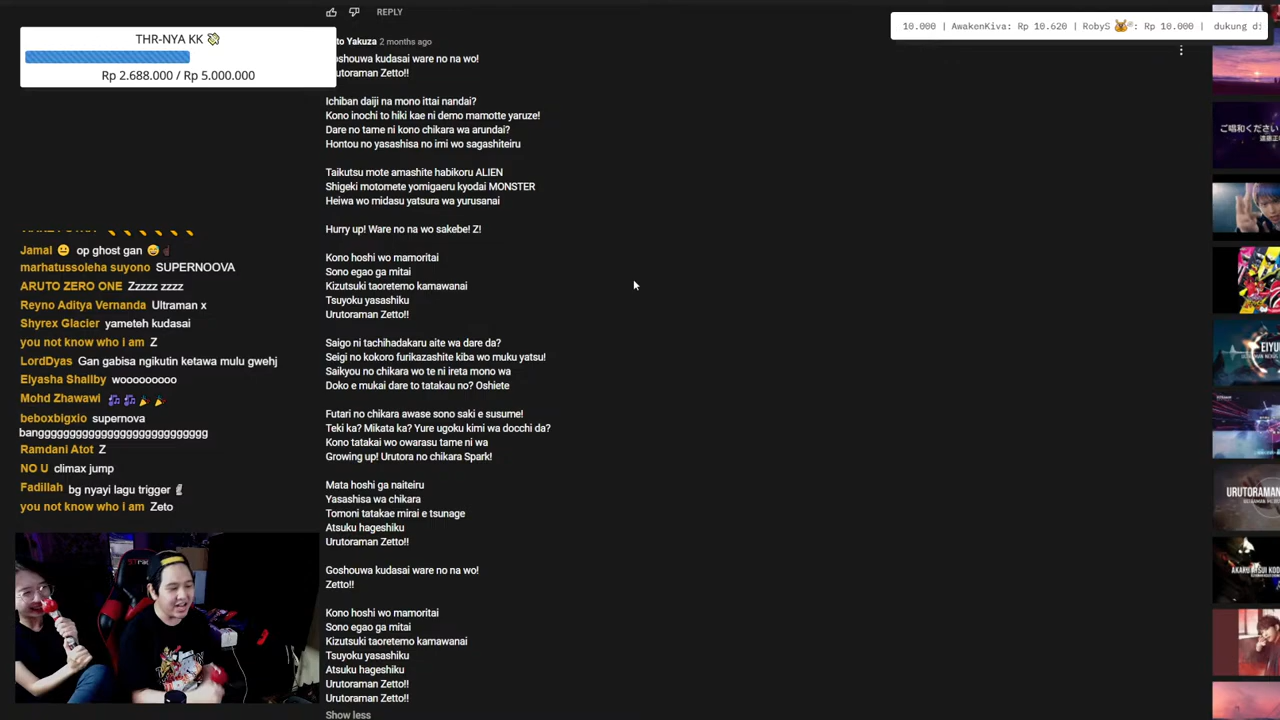 REPLY
THR-NYA KK
Rp 2.688.000 / Rp 5.000.000
10.000 | AwakenKiva: Rp 10.620 | RobyS : Rp 10.000 | dukung di
Yakuza 2 months ago
oshouwa kudasai ware no na wo!
rutoraman Zetto!!
Ichiban daiji na mono ittai nandai?
Kono inochi to hiki kae ni demo mamotte yaruze!
Dare no tame ni kono chikara wa arundai?
Hontou no yasashisa no imi wo sagashiteiru
Taikutsu mote amashite habikoru ALIEN
Shigeki motomete yomigaeru kyodai MONSTER
Heiwa wo midasu yatsura wa yurusanai
Hurry up! Ware no na wo sakebe! Z!
Kono hoshi wo mamoritai
Sono egao ga mitai
Kizutsuki taoretemo kamawanai
Tsuyoku yasashiku
Urutoraman Zetto!!
Saigo ni tachihadakaru aite wa dare da?
Seigi no kokoro furikazashite kiba wo muku yatsu!
Saikyou no chikara wo te ni ireta mono wa
Doko e mukai dare to tatakau no? Oshiete
Futari no chikara awase sono saki e susume!
Teki ka? Mikata ka? Yure ugoku kimi wa docchi da?
Kono tatakai wo owarasu tame ni wa
Growing up! Urutora no chikara Spark!
Mata hoshi ga naiteiru
Yasashisa wa chikara
Tomoni tatakae mirai e tsunage
Atsuku hageshiku
Urutoraman Zetto!!
Goshouwa kudasai ware no na wo!
Zetto!!
Kono hoshi wo mamoritai
Sono egao ga mitai
Kizutsuki taoretemo kamawanai
Tsuyoku yasashiku
Atsuku hageshiku
Urutoraman Zetto!!
Urutoraman Zetto!!
Show less
Jamal op ghost gan
marhatussoleha suyono SUPERNOOVA
ARUTO ZERO ONE Zzzzz zzzz
Reyno Aditya Vernanda Ultraman x
Shyrex Glacier yameteh kudasai
you not know who i am Z
LordDyas Gan gabisa ngikutin ketawa mulu gwehj
Elyasha Shallby wooooooooo
Mohd Zhawawi
beboxbigxio supernova
banggggggggggggggggggggggggggggg
Ramdani Atot Z
NO U climax jump
Fadillah bg nyayi lagu trigger
you not know who i am Zeto
ご唱和ください
EIYU
URUTORAMAN